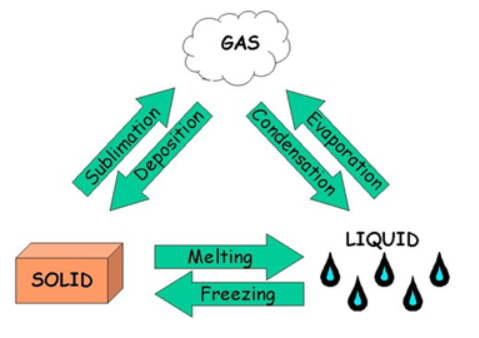 GAS
Sublimation
Deposition
Condensation
Evaporation
LIQUID
Melting
SOLID
Freezing